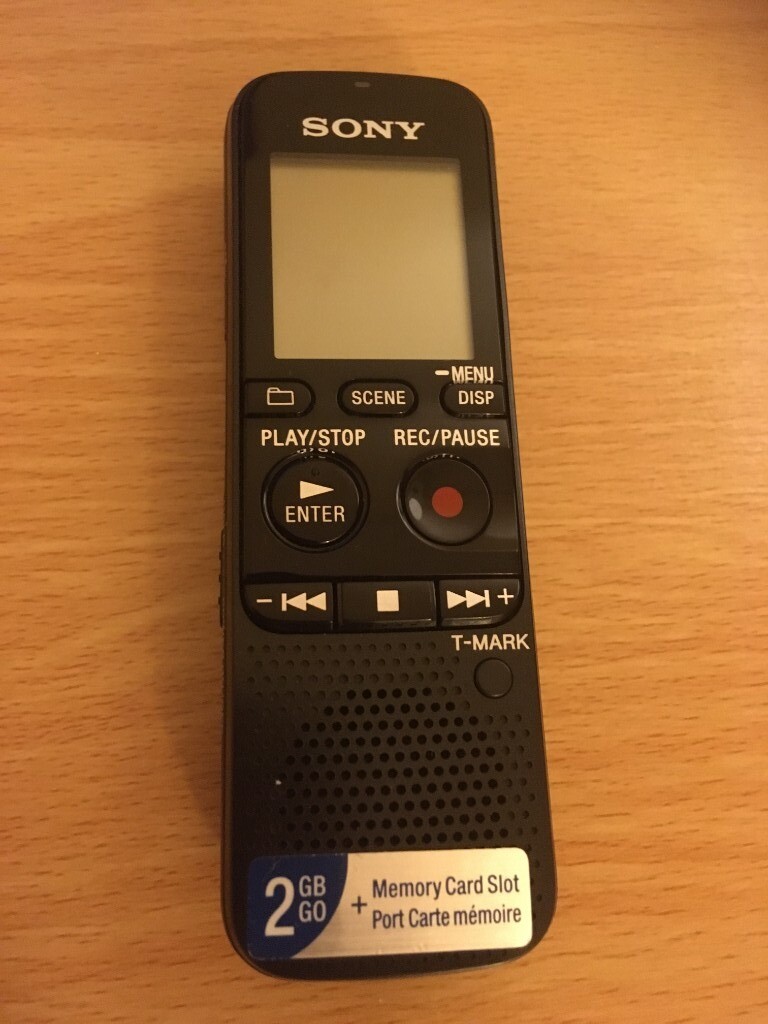 SONY
MENU
SCENE
DISP
PLAY/STOP REC/PAUSE
ENTER
- +
T-MARK
2 GB GO + Memory Card Slot
Port Carte mémoire